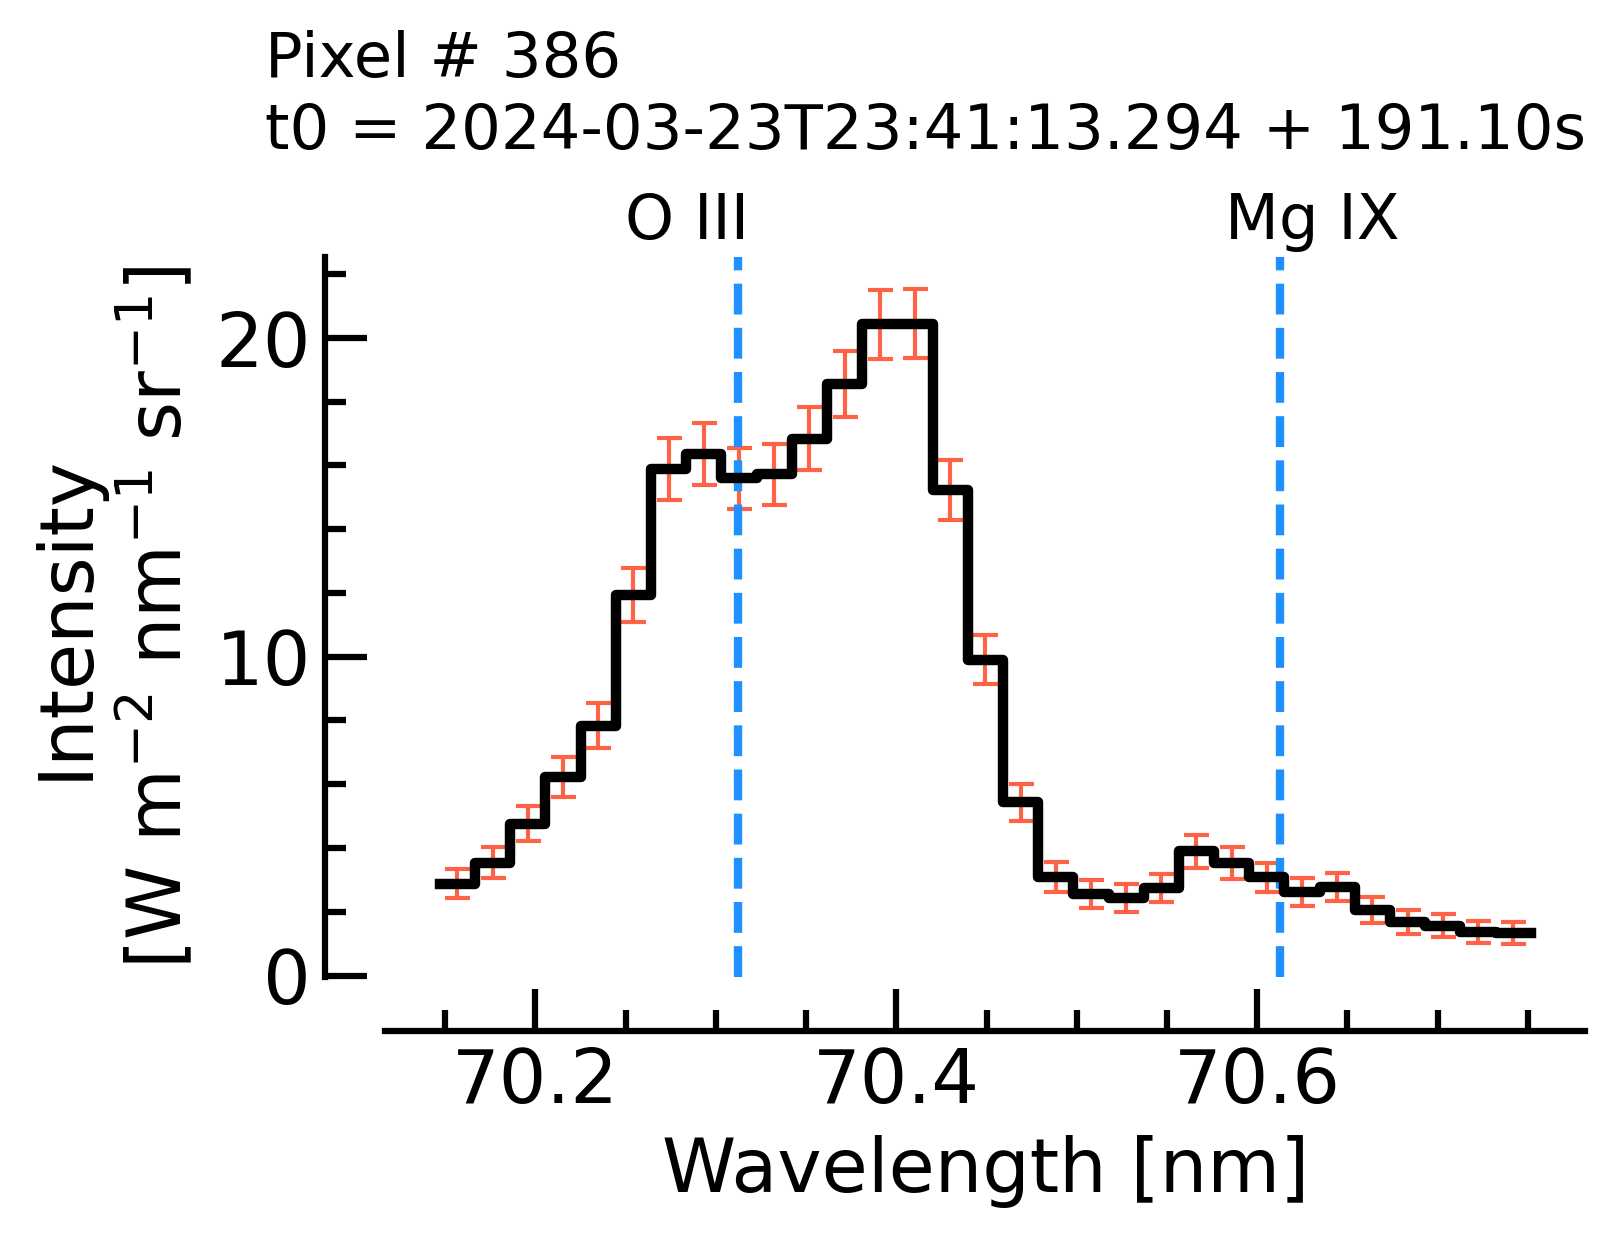 Pixel # 386
t0 = 2024-03-23T23:41:13.294 + 191.10s
O III
Mg IX
Intensity
[W m⁻² nm⁻¹ sr⁻¹]
20
10
0
70.2
70.4
70.6
Wavelength [nm]